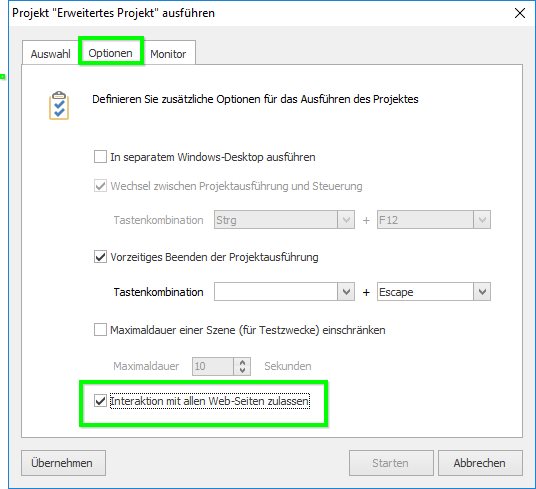 Projekt "Erweitertes Projekt" ausführen
Auswahl Optionen Monitor
Definieren Sie zusätzliche Optionen für das Ausführen des Projektes
In separatem Windows-Desktop ausführen
Wechsel zwischen Projektausführung und Steuerung
Tastenkombination Strg + F12
Vorzeitiges Beenden der Projektausführung
Tastenkombination + Escape
Maximaldauer einer Szene (für Testzwecke) einschränken
Maximaldauer 10 Sekunden
Interaktion mit allen Web-Seiten zulassen
Übernehmen Starten Abbrechen